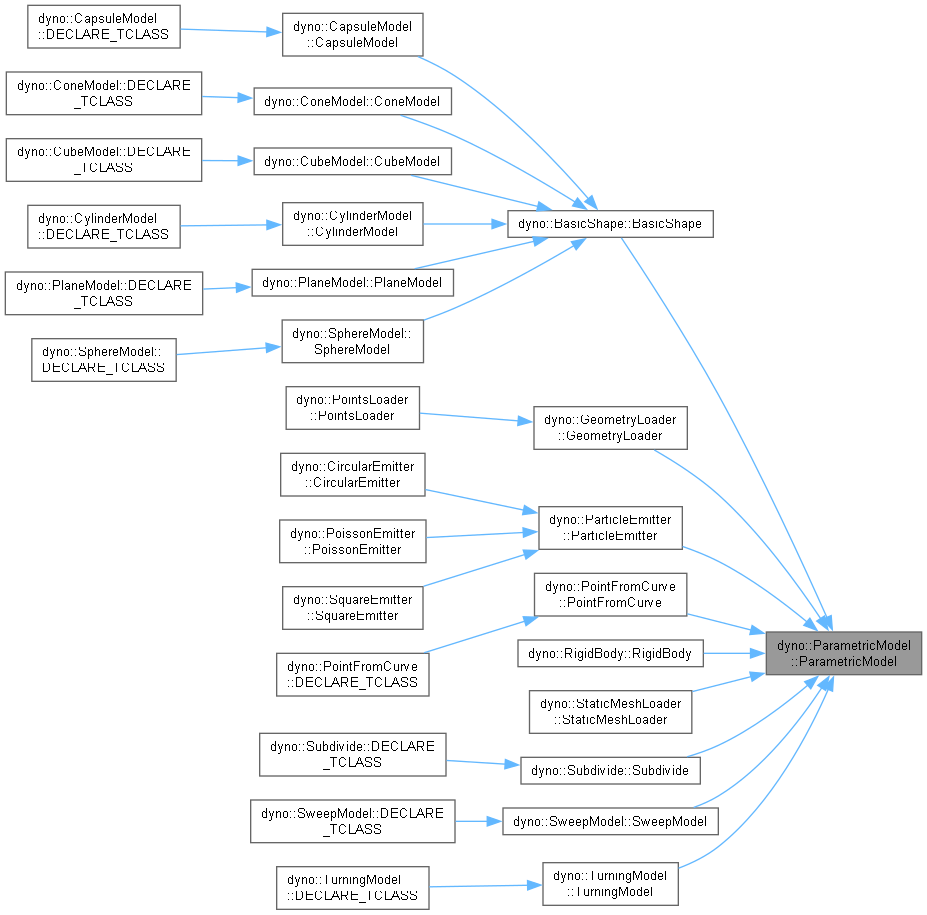 dyno::CapsuleModel
::DECLARE_TCLASS
dyno::CapsuleModel
::CapsuleModel
dyno::ConeModel::DECLARE
_TCLASS
dyno::ConeModel::ConeModel
dyno::CubeModel::DECLARE
_TCLASS
dyno::CubeModel::CubeModel
dyno::CylinderModel
::DECLARE_TCLASS
dyno::CylinderModel
::CylinderModel
dyno::BasicShape::BasicShape
dyno::PlaneModel::DECLARE
_TCLASS
dyno::PlaneModel::PlaneModel
dyno::SphereModel::
DECLARE_TCLASS
dyno::SphereModel::
SphereModel
dyno::PointsLoader
::PointsLoader
dyno::GeometryLoader
::GeometryLoader
dyno::CircularEmitter
::CircularEmitter
dyno::PoissonEmitter
::PoissonEmitter
dyno::ParticleEmitter
::ParticleEmitter
dyno::SquareEmitter
::SquareEmitter
dyno::PointFromCurve
::PointFromCurve
dyno::PointFromCurve
::DECLARE_TCLASS
dyno::RigidBody::RigidBody
dyno::ParametricModel
::ParametricModel
dyno::StaticMeshLoader
::StaticMeshLoader
dyno::Subdivide::DECLARE
_TCLASS
dyno::Subdivide::Subdivide
dyno::SweepModel::DECLARE
_TCLASS
dyno::SweepModel::SweepModel
dyno::TurningModel
::DECLARE_TCLASS
dyno::TurningModel
::TurningModel